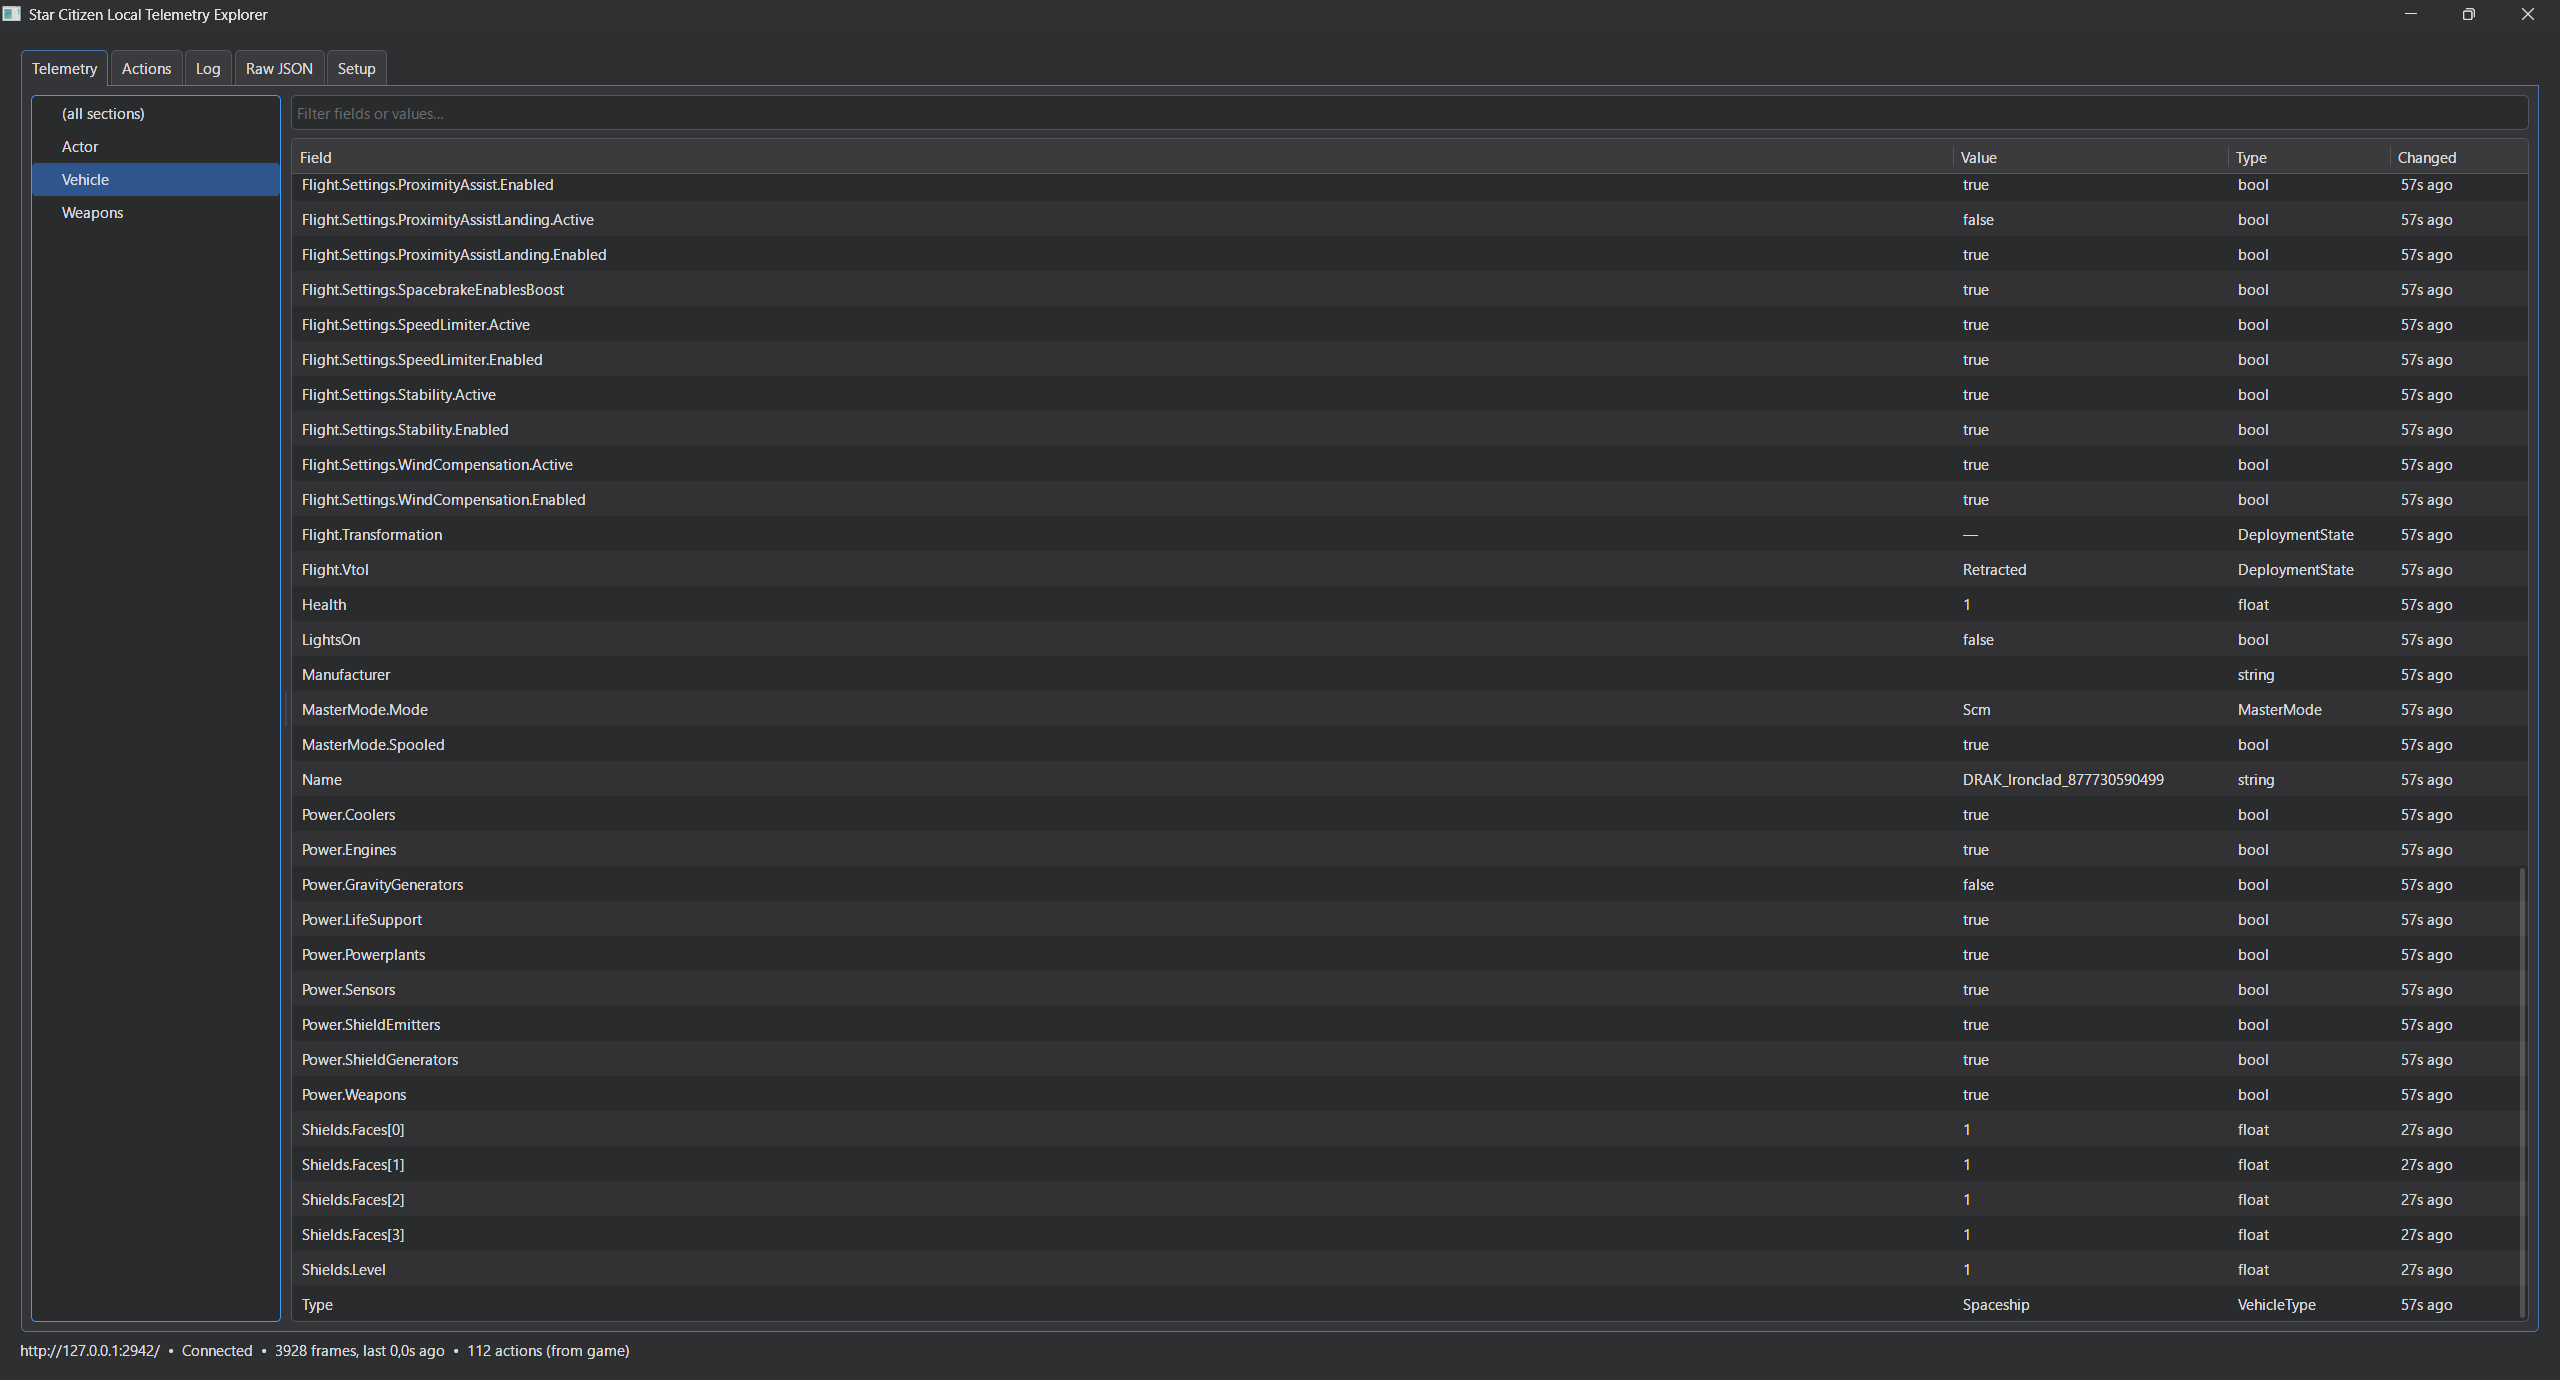 Star Citizen Local Telemetry Explorer
Telemetry Actions Log Raw JSON Setup
(all sections)
Actor
Vehicle
Weapons
Filter fields or values...
Field Value Type Changed
Flight.Settings.ProximityAssist.Enabled true bool 57s ago
Flight.Settings.ProximityAssistLanding.Active false bool 57s ago
Flight.Settings.ProximityAssistLanding.Enabled true bool 57s ago
Flight.Settings.SpacebrakeEnablesBoost true bool 57s ago
Flight.Settings.SpeedLimiter.Active true bool 57s ago
Flight.Settings.SpeedLimiter.Enabled true bool 57s ago
Flight.Settings.Stability.Active true bool 57s ago
Flight.Settings.Stability.Enabled true bool 57s ago
Flight.Settings.WindCompensation.Active true bool 57s ago
Flight.Settings.WindCompensation.Enabled true bool 57s ago
Flight.Transformation — DeploymentState 57s ago
Flight.Vtol Retracted DeploymentState 57s ago
Health 1 float 57s ago
LightsOn false bool 57s ago
Manufacturer string 57s ago
MasterMode.Mode Scm MasterMode 57s ago
MasterMode.Spooled true bool 57s ago
Name DRAK_Ironclad_877730590499 string 57s ago
Power.Coolers true bool 57s ago
Power.Engines true bool 57s ago
Power.GravityGenerators false bool 57s ago
Power.LifeSupport true bool 57s ago
Power.Powerplants true bool 57s ago
Power.Sensors true bool 57s ago
Power.ShieldEmitters true bool 57s ago
Power.ShieldGenerators true bool 57s ago
Power.Weapons true bool 57s ago
Shields.Faces[0] 1 float 27s ago
Shields.Faces[1] 1 float 27s ago
Shields.Faces[2] 1 float 27s ago
Shields.Faces[3] 1 float 27s ago
Shields.Level 1 float 27s ago
Type Spaceship VehicleType 57s ago
http://127.0.0.1:2942/ • Connected • 3928 frames, last 0,0s ago • 112 actions (from game)